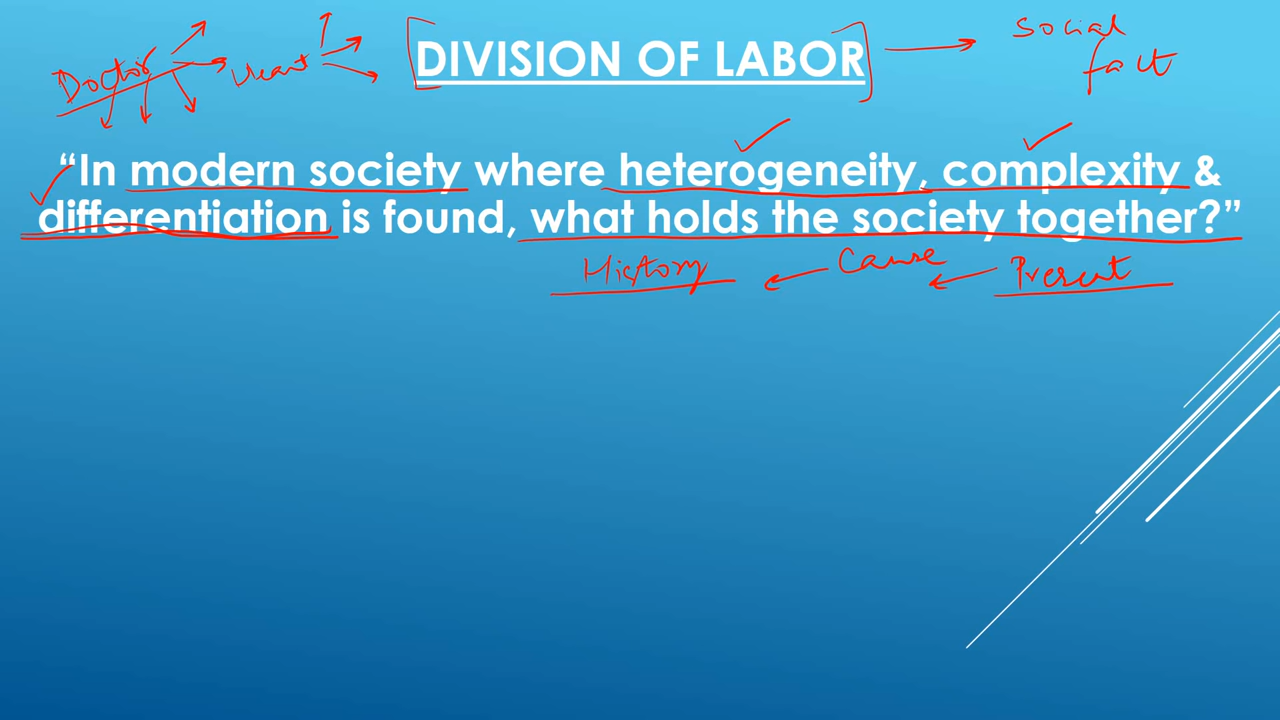 Doctor
Heart
DIVISION OF LABOR
social
fact
“In modern society where heterogeneity, complexity &
differentiation is found, what holds the society together?”
History
Cause
Present